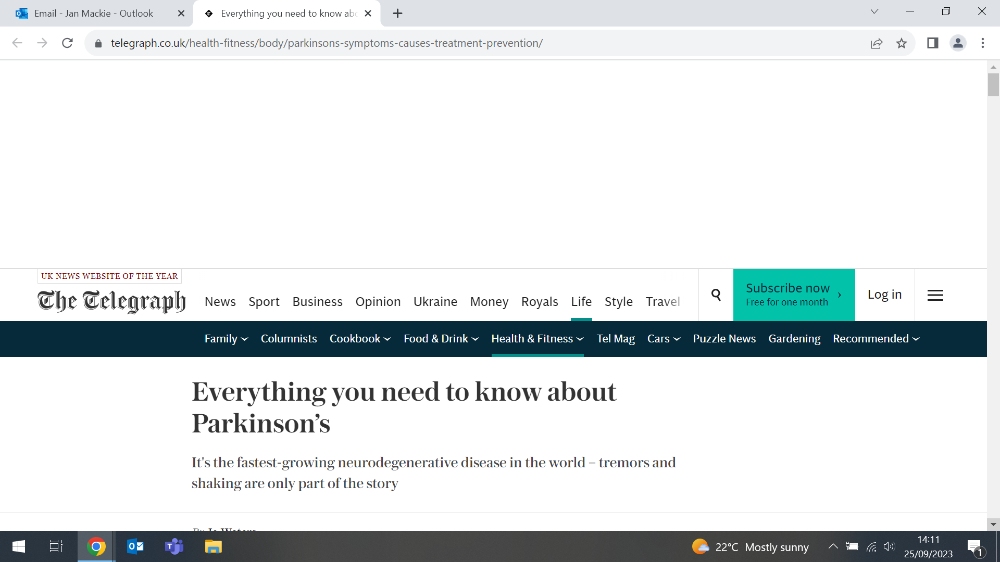 Email - Jan Mackie - Outlook
Everything you need to know abo
telegraph.co.uk/health-fitness/body/parkinsons-symptoms-causes-treatment-prevention/
UK NEWS WEBSITE OF THE YEAR
The Telegraph
News Sport Business Opinion Ukraine Money Royals Life Style Travel
Subscribe now
Free for one month
Log in
Family Columnists Cookbook Food & Drink Health & Fitness Tel Mag Cars Puzzle News Gardening Recommended
Everything you need to know about
Parkinson’s
It's the fastest-growing neurodegenerative disease in the world – tremors and
shaking are only part of the story
By Jo Waters
22°C Mostly sunny
14:11
25/09/2023
1